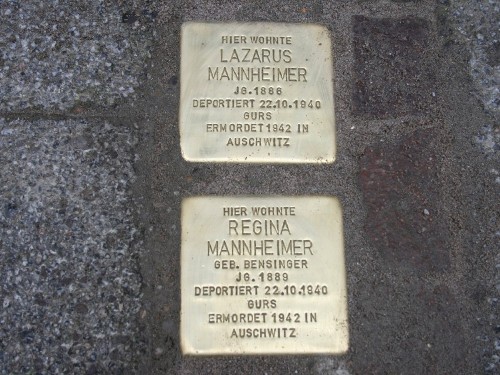 HIER WOHNTE
LAZARUS
MANNHEIMER
JG. 1886
DEPORTIERT 22.10.1940
GURS
ERMORDET 1942 IN
AUSCHWITZ
HIER WOHNTE
REGINA
MANNHEIMER
GEB. BENSINGER
JG. 1889
DEPORTIERT 22.10.1940
GURS
ERMORDET 1942 IN
AUSCHWITZ